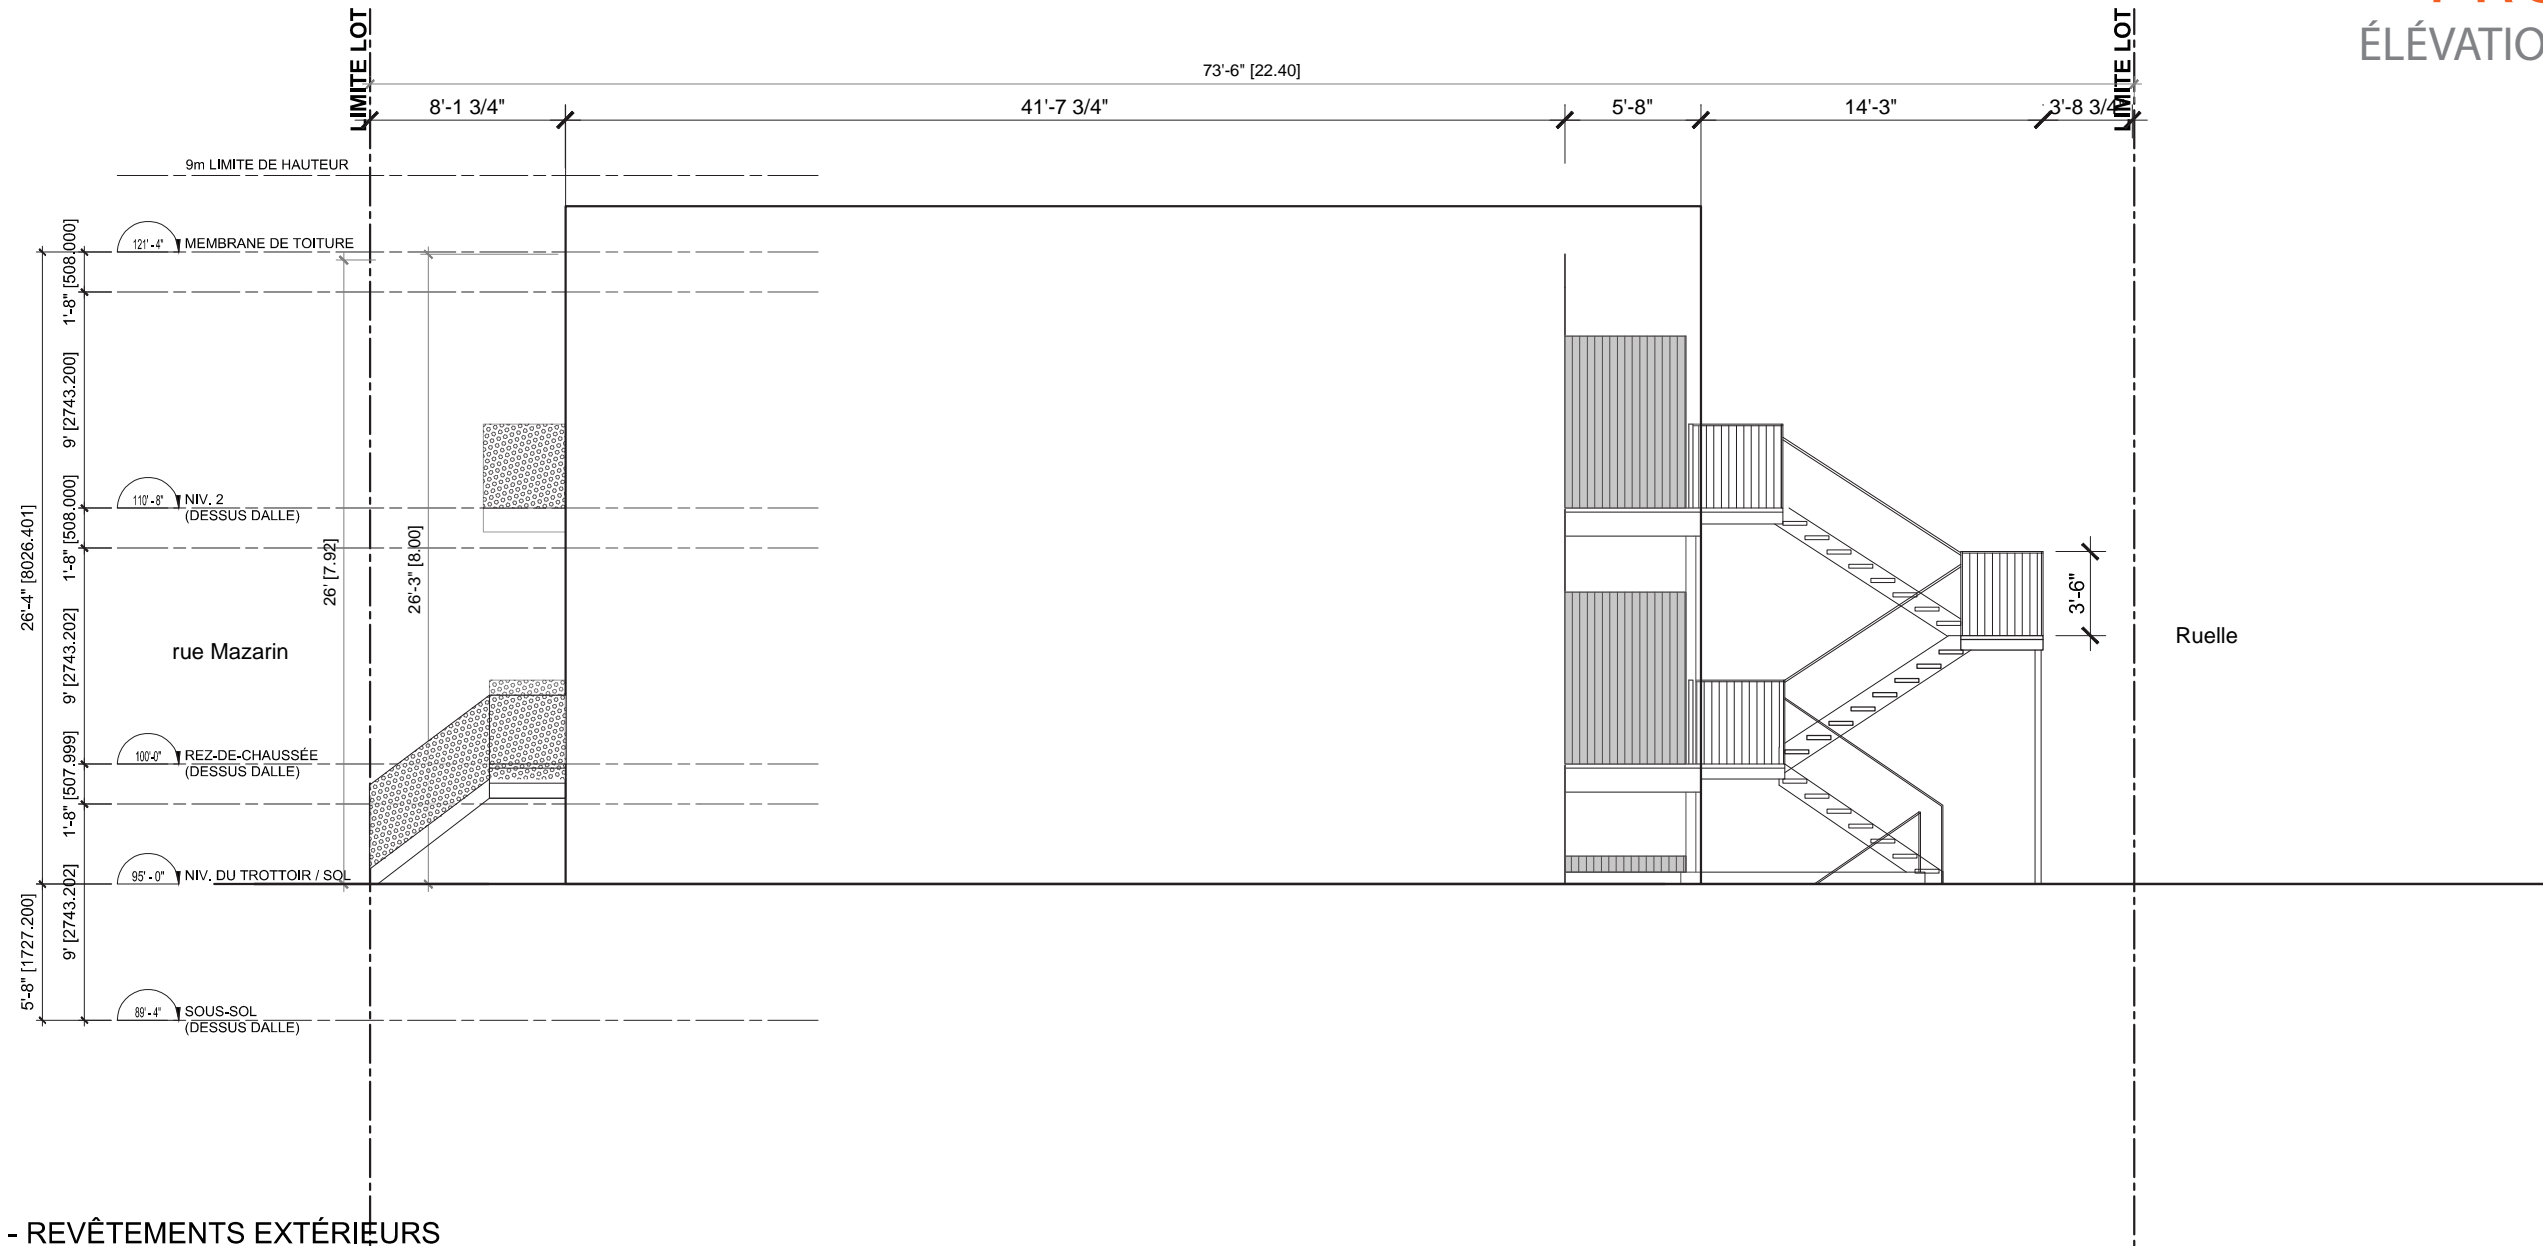 ÉLÉVATIO
LIMITE LOT
LIMITE LOT
73'-6" [22.40]
8'-1 3/4"
41'-7 3/4"
5'-8"
14'-3"
3'-8 3/4"
9m LIMITE DE HAUTEUR
121' - 4"
MEMBRANE DE TOITURE
1'-8" [508.000]
9' [2743.200]
110' - 8"
NIV. 2
(DESSUS DALLE)
1'-8" [508.000]
26'-4" [8026.401]
26' [7.92]
26'-3" [8.00]
3'-6"
9' [2743.202]
rue Mazarin
Ruelle
100'-0"
REZ-DE-CHAUSSÉE
(DESSUS DALLE)
1'-8" [507.999]
95' - 0"
NIV. DU TROTTOIR / SOL
9' [2743.202]
5'-8" [1727.200]
89' - 4"
SOUS-SOL
(DESSUS DALLE)
- REVÊTEMENTS EXTÉRIEURS